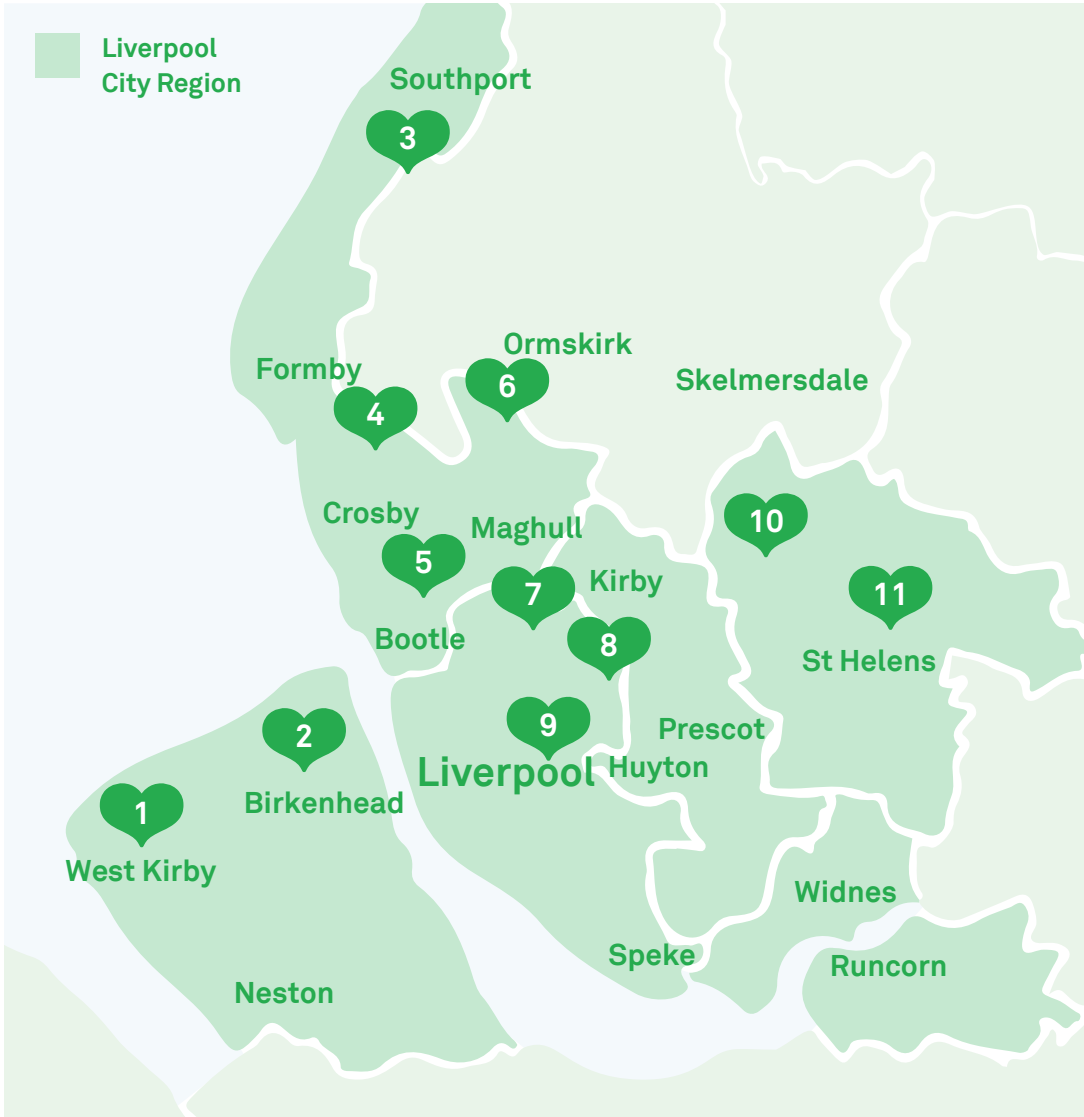 Liverpool
City Region
Southport
3
Ormskirk
Formby
Skelmersdale
6
4
Crosby
Maghull
10
5
Kirby
7
11
Bootle
8
St Helens
9
2
Prescot
Liverpool
Huyton
Birkenhead
1
West Kirby
Widnes
Speke
Runcorn
Neston